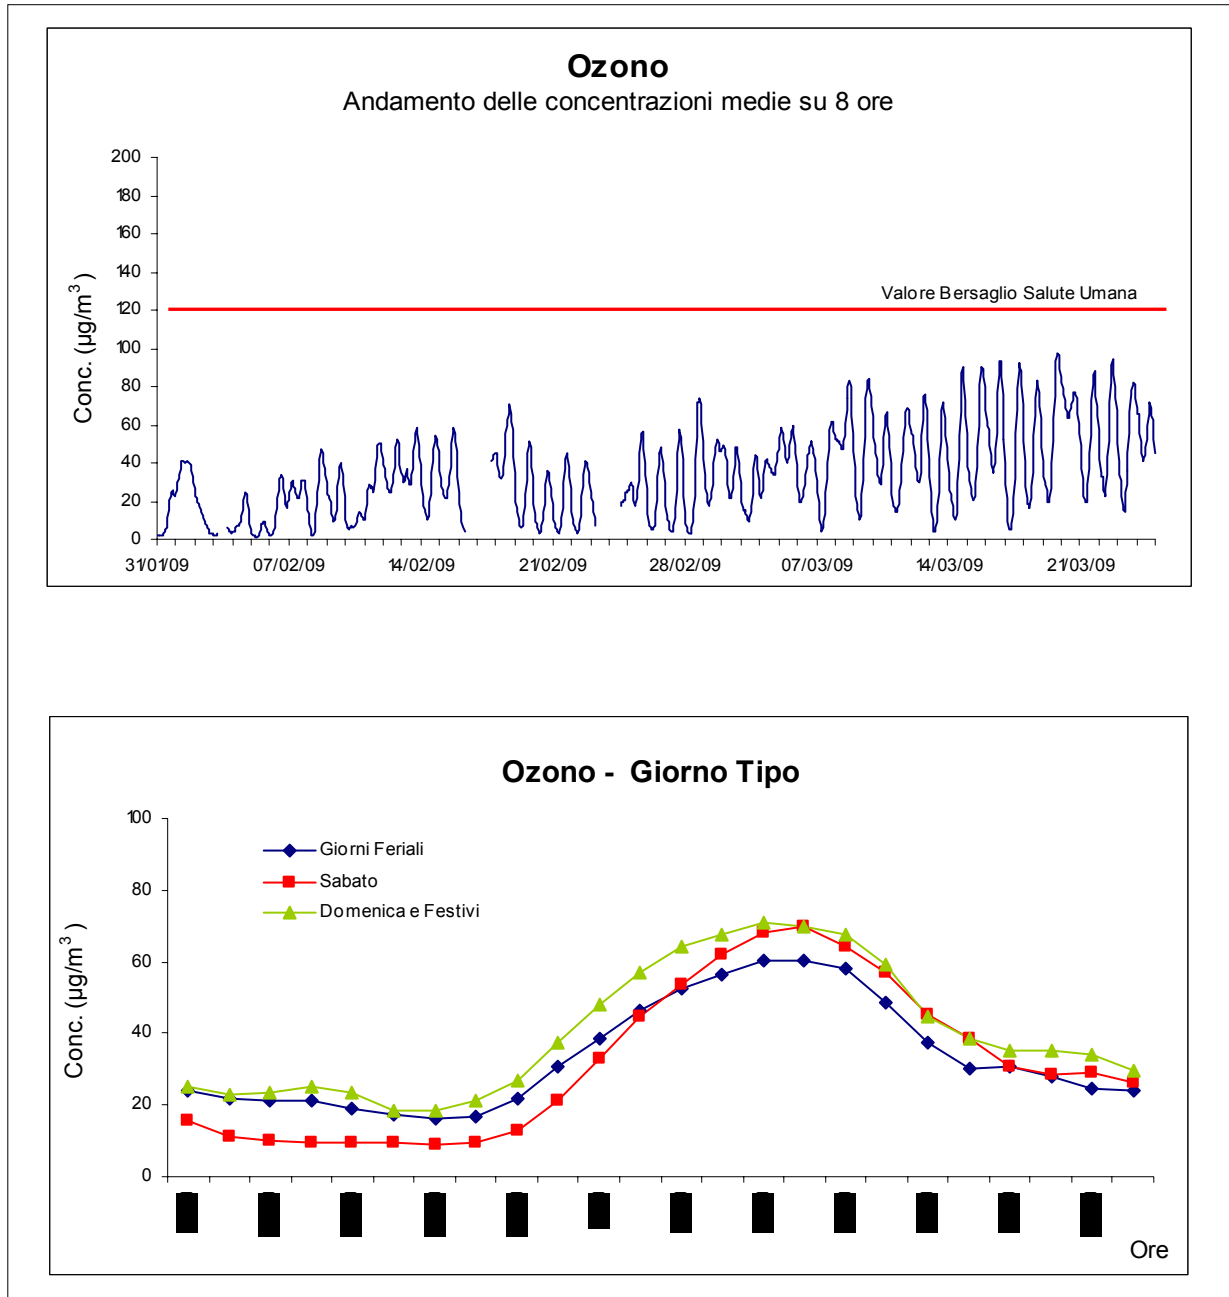 Ozono
Andamento delle concentrazioni medie su 8 ore
200
180
160
140
120
100
80
60
40
20
0
Conc. (µg/m³)
Valore Bersaglio Salute Umana
31/01/09 07/02/09 14/02/09 21/02/09 28/02/09 07/03/09 14/03/09 21/03/09
Ozono - Giorno Tipo
100
80
60
40
20
0
Conc. (µg/m³)
Giorni Feriali
Sabato
Domenica e Festivi
Ore